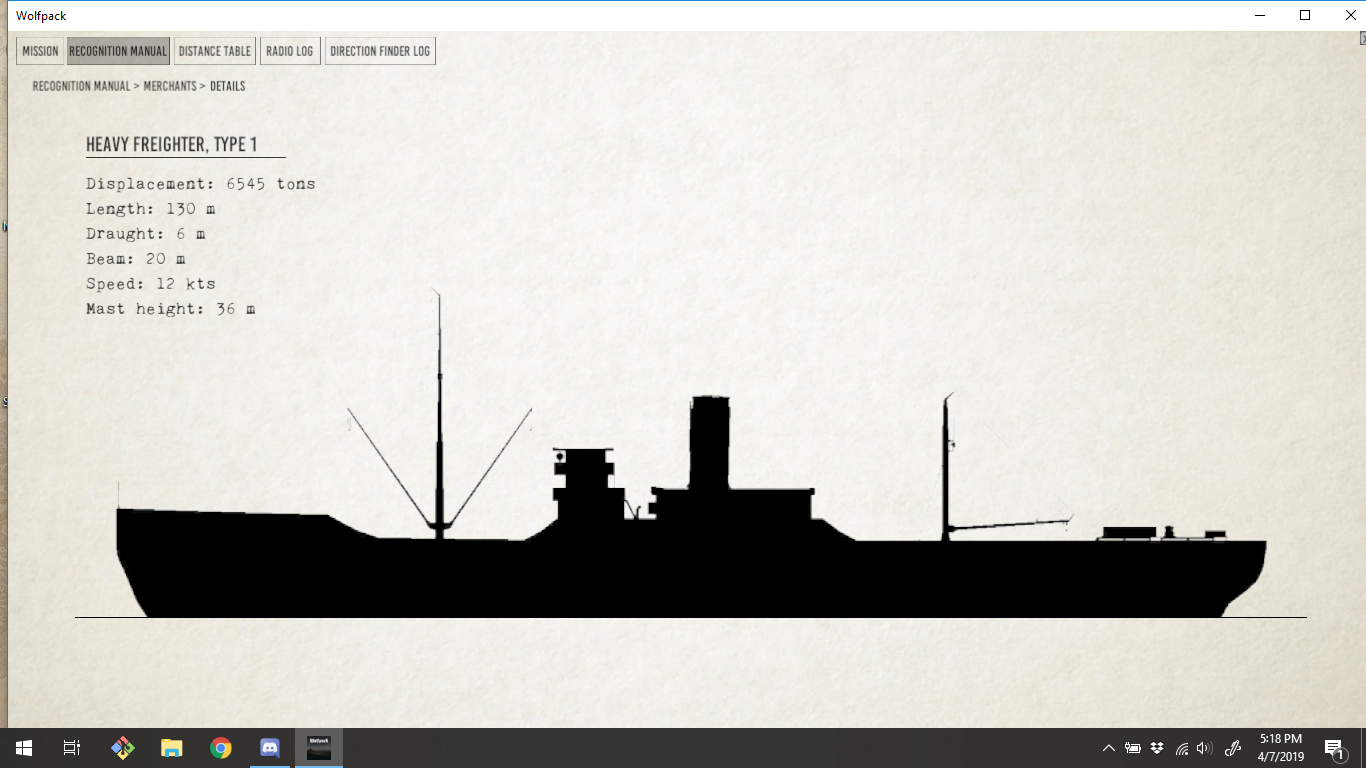 Wolfpack
MISSION RECOGNITION MANUAL DISTANCE TABLE RADIO LOG DIRECTION FINDER LOG
RECOGNITION MANUAL > MERCHANTS > DETAILS
HEAVY FREIGHTER, TYPE 1
Displacement: 6545 tons
Length: 130 m
Draught: 6 m
Beam: 20 m
Speed: 12 kts
Mast height: 36 m
Wolfpack
5:18 PM
4/7/2019
1